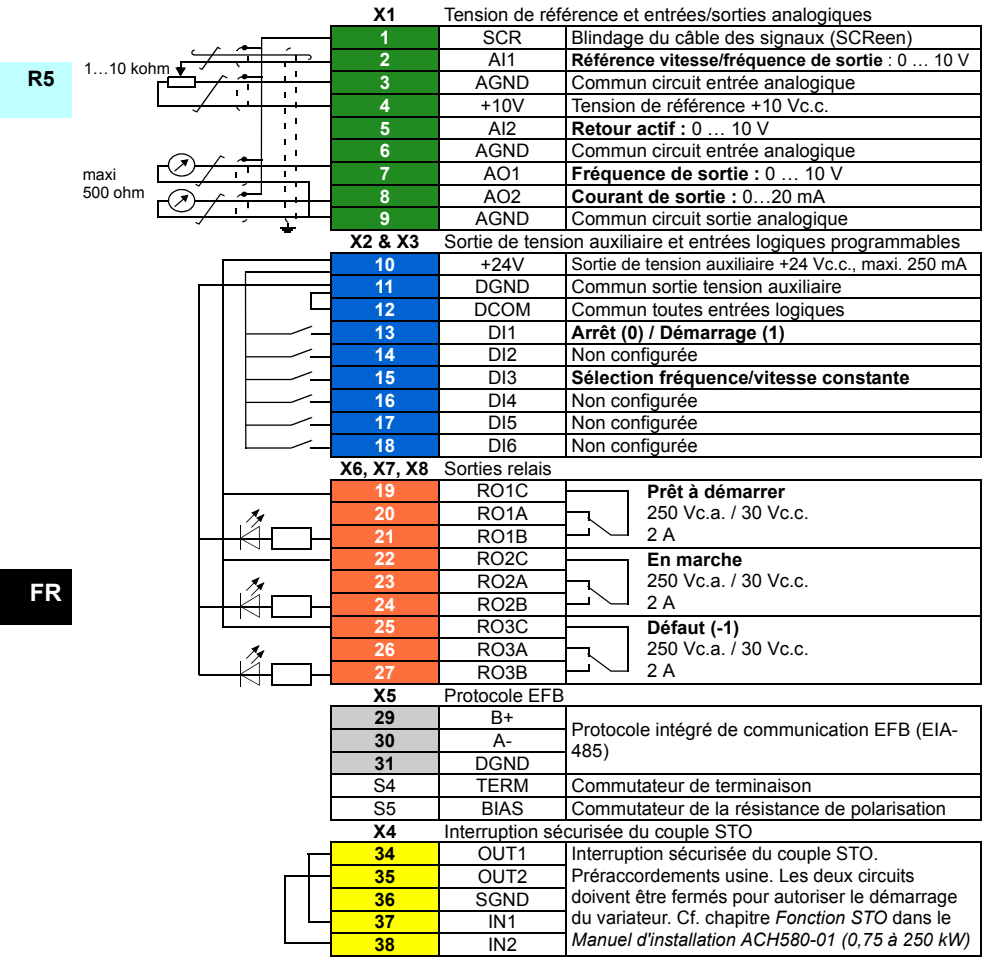 X1 Tension de référence et entrées/sorties analogiques
1 SCR Blindage du câble des signaux (SCReen)
2 AI1 Référence vitesse/fréquence de sortie : 0 … 10 V
3 AGND Commun circuit entrée analogique
4 +10V Tension de référence +10 Vc.c.
5 AI2 Retour actif : 0 … 10 V
6 AGND Commun circuit entrée analogique
7 AO1 Fréquence de sortie : 0 … 10 V
8 AO2 Courant de sortie : 0…20 mA
9 AGND Commun circuit sortie analogique
R5
1…10 kohm
maxi
500 ohm
X2 & X3 Sortie de tension auxiliaire et entrées logiques programmables
10 +24V Sortie de tension auxiliaire +24 Vc.c., maxi. 250 mA
11 DGND Commun sortie tension auxiliaire
12 DCOM Commun toutes entrées logiques
13 DI1 Arrêt (0) / Démarrage (1)
14 DI2 Non configurée
15 DI3 Sélection fréquence/vitesse constante
16 DI4 Non configurée
17 DI5 Non configurée
18 DI6 Non configurée
X6, X7, X8 Sorties relais
19 RO1C Prêt à démarrer
20 RO1A 250 Vc.a. / 30 Vc.c.
21 RO1B 2 A
22 RO2C En marche
23 RO2A 250 Vc.a. / 30 Vc.c.
24 RO2B 2 A
25 RO3C Défaut (-1)
26 RO3A 250 Vc.a. / 30 Vc.c.
27 RO3B 2 A
FR
X5 Protocole EFB
29 B+
30 A-
31 DGND
Protocole intégré de communication EFB (EIA-
485)
S4 TERM Commutateur de terminaison
S5 BIAS Commutateur de la résistance de polarisation
X4 Interruption sécurisée du couple STO
34 OUT1 Interruption sécurisée du couple STO.
35 OUT2 Préraccordements usine. Les deux circuits
36 SGND doivent être fermés pour autoriser le démarrage
37 IN1 du variateur. Cf. chapitre Fonction STO dans le
38 IN2 Manuel d'installation ACH580-01 (0,75 à 250 kW)